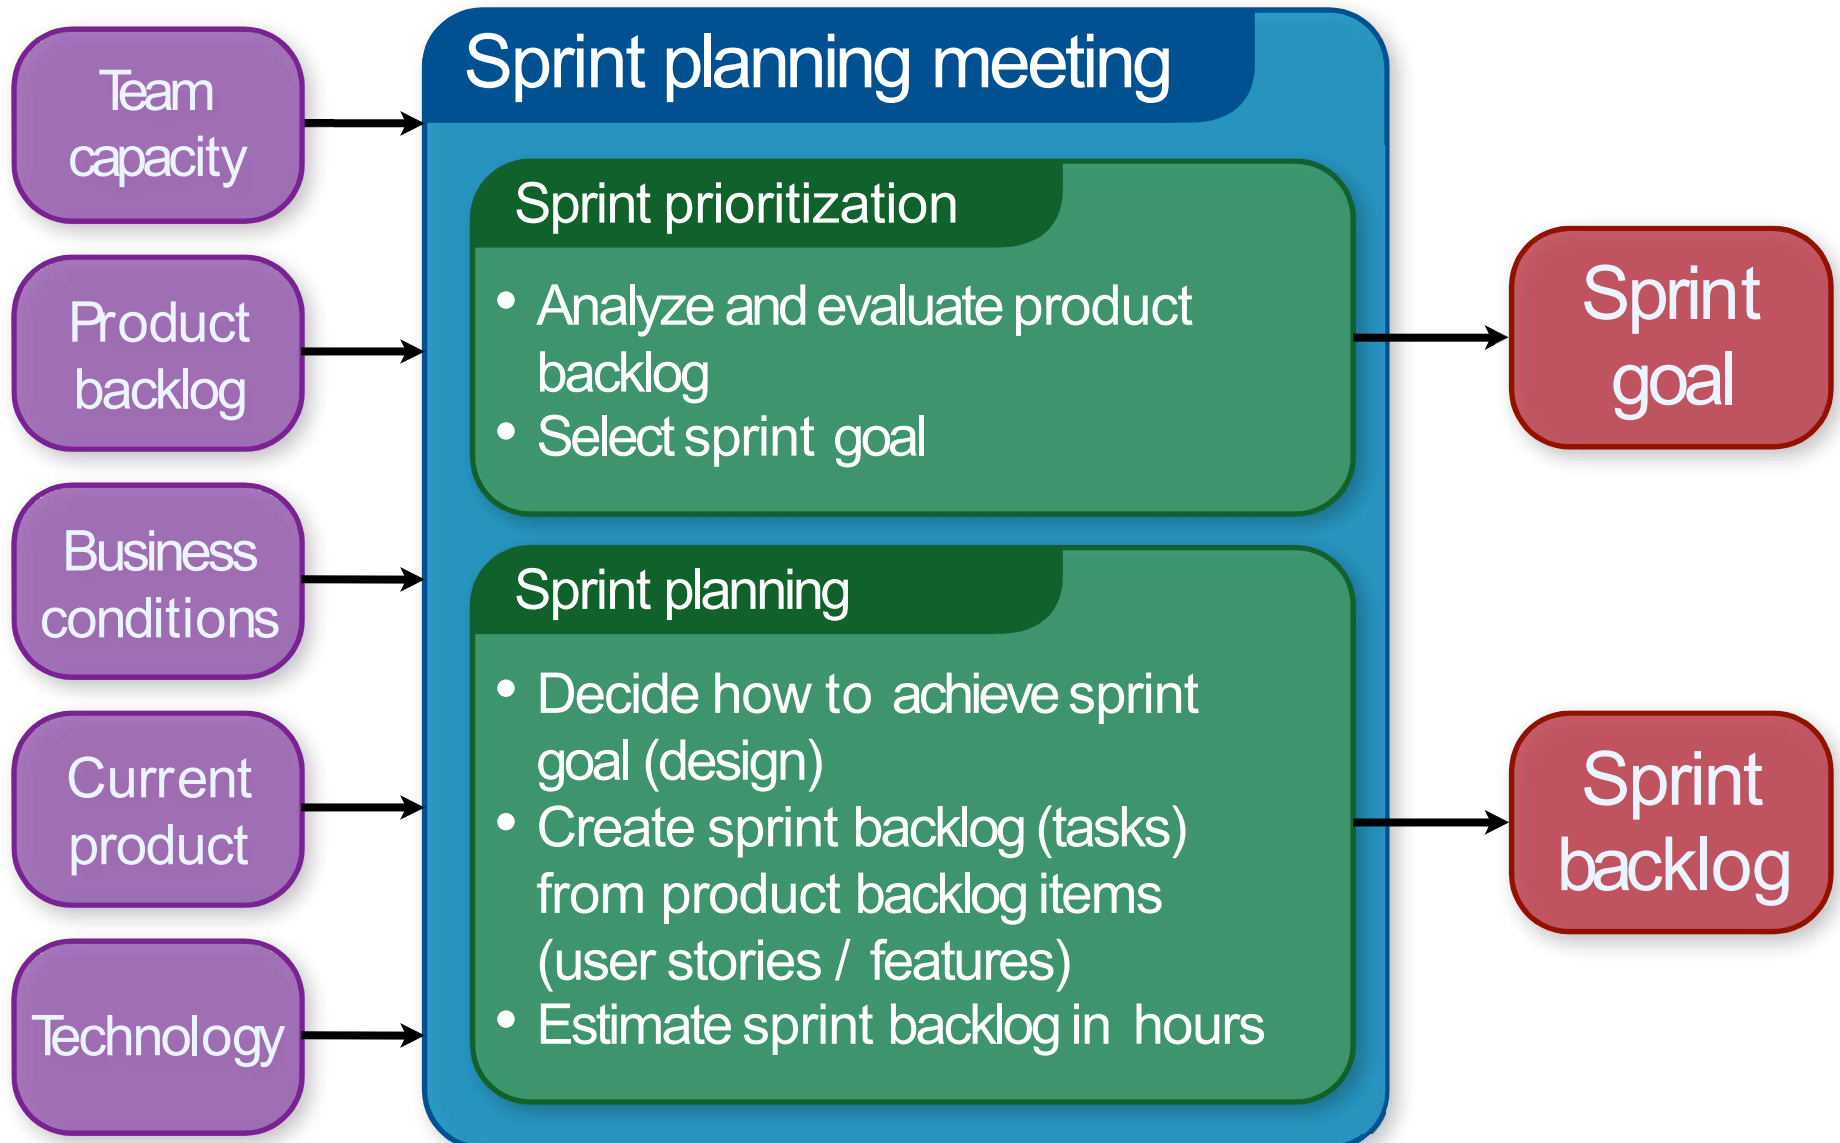 Team
capacity
Product
backlog
Business
conditions
Current
product
Technology
Sprint planning meeting
Sprint prioritization
• Analyze and evaluate product
backlog
• Select sprint goal
Sprint planning
• Decide how to achieve sprint
goal (design)
• Create sprint backlog (tasks)
from product backlog items
(user stories / features)
• Estimate sprint backlog in hours
Sprint
goal
Sprint
backlog